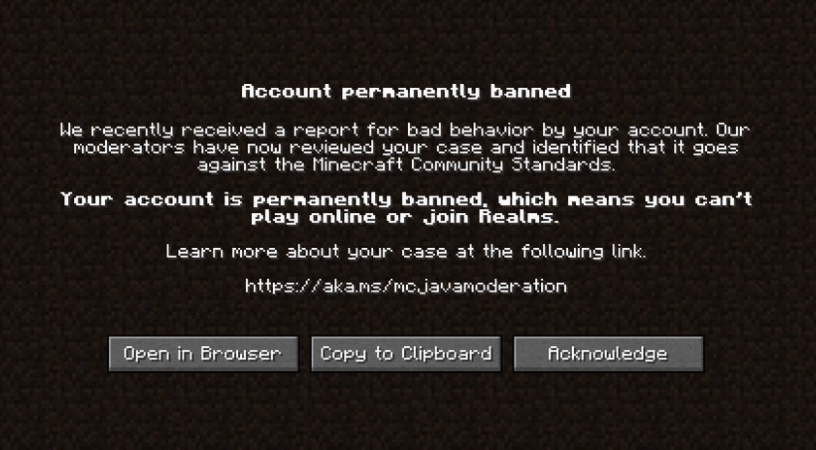 Account permanently banned
We recently received a report for bad behavior by your account. Our
moderators have now reviewed your case and identified that it goes
against the Minecraft Community Standards.
Your account is permanently banned, which means you can't
play online or join Realms.
Learn more about your case at the following link.
https://aka.ms/mcjavamoderation
Open in Browser
Copy to Clipboard
Acknowledge